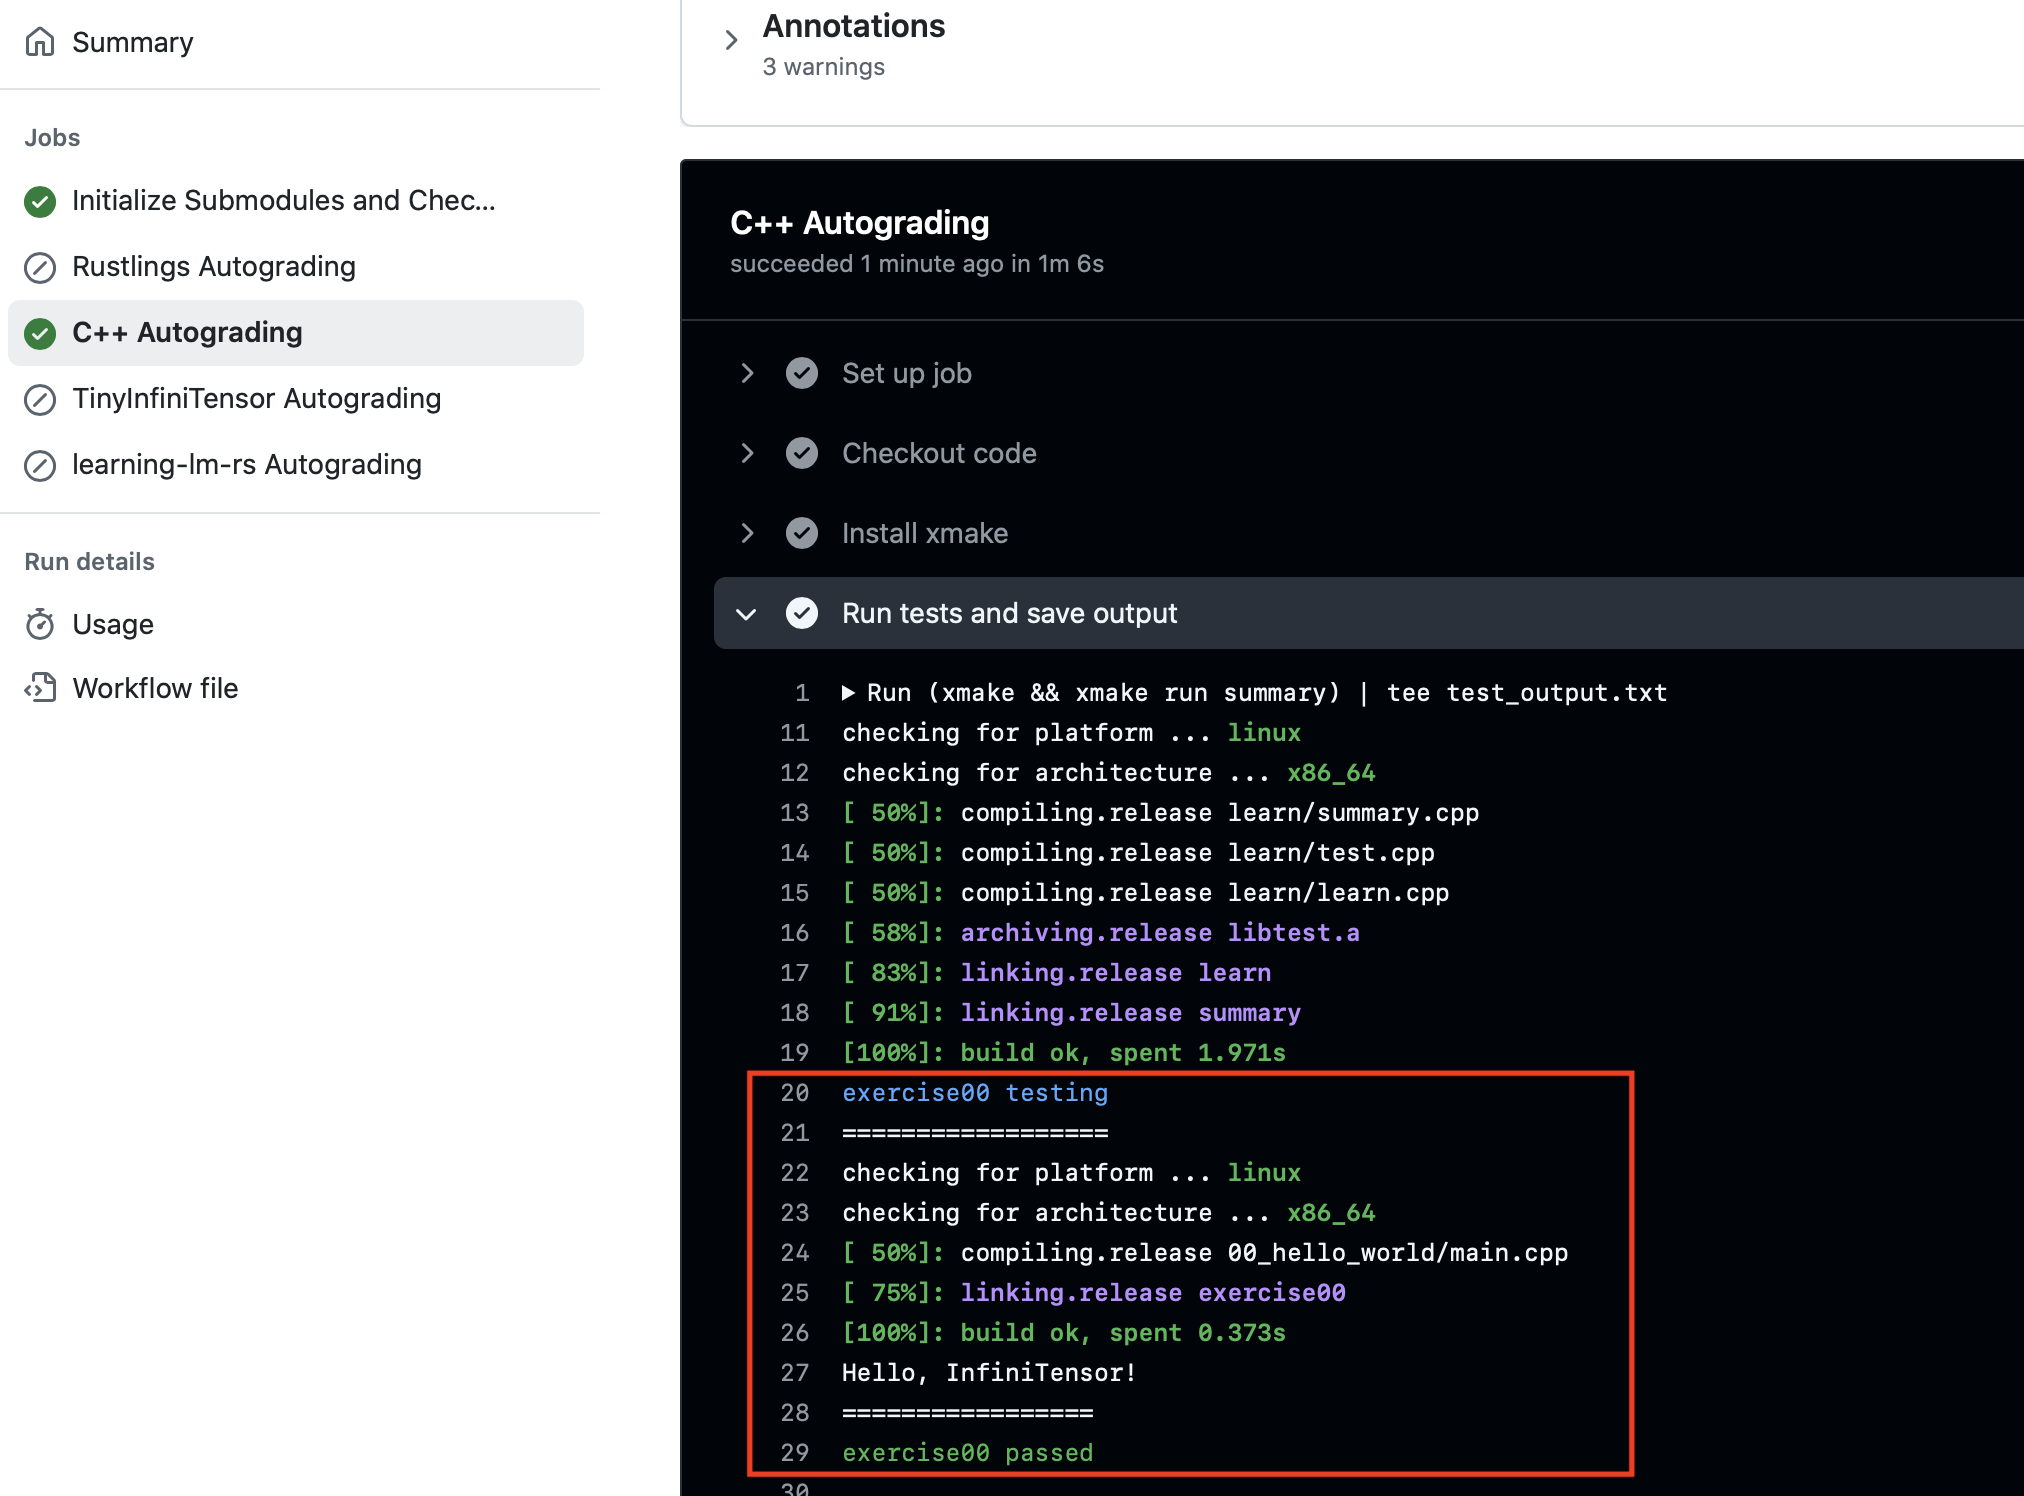 Summary
Jobs
Initialize Submodules and Chec...
Rustlings Autograding
C++ Autograding
TinyInfiniTensor Autograding
learning-lm-rs Autograding
Run details
Usage
Workflow file
Annotations
3 warnings
C++ Autograding
succeeded 1 minute ago in 1m 6s
Set up job
Checkout code
Install xmake
Run tests and save output
1 ▶ Run (xmake && xmake run summary) | tee test_output.txt
11 checking for platform ... linux
12 checking for architecture ... x86_64
13 [ 50%]: compiling.release learn/summary.cpp
14 [ 50%]: compiling.release learn/test.cpp
15 [ 50%]: compiling.release learn/learn.cpp
16 [ 58%]: archiving.release libtest.a
17 [ 83%]: linking.release learn
18 [ 91%]: linking.release summary
19 [100%]: build ok, spent 1.971s
20 exercise00 testing
21 ==================
22 checking for platform ... linux
23 checking for architecture ... x86_64
24 [ 50%]: compiling.release 00_hello_world/main.cpp
25 [ 75%]: linking.release exercise00
26 [100%]: build ok, spent 0.373s
27 Hello, InfiniTensor!
28 =================
29 exercise00 passed
30